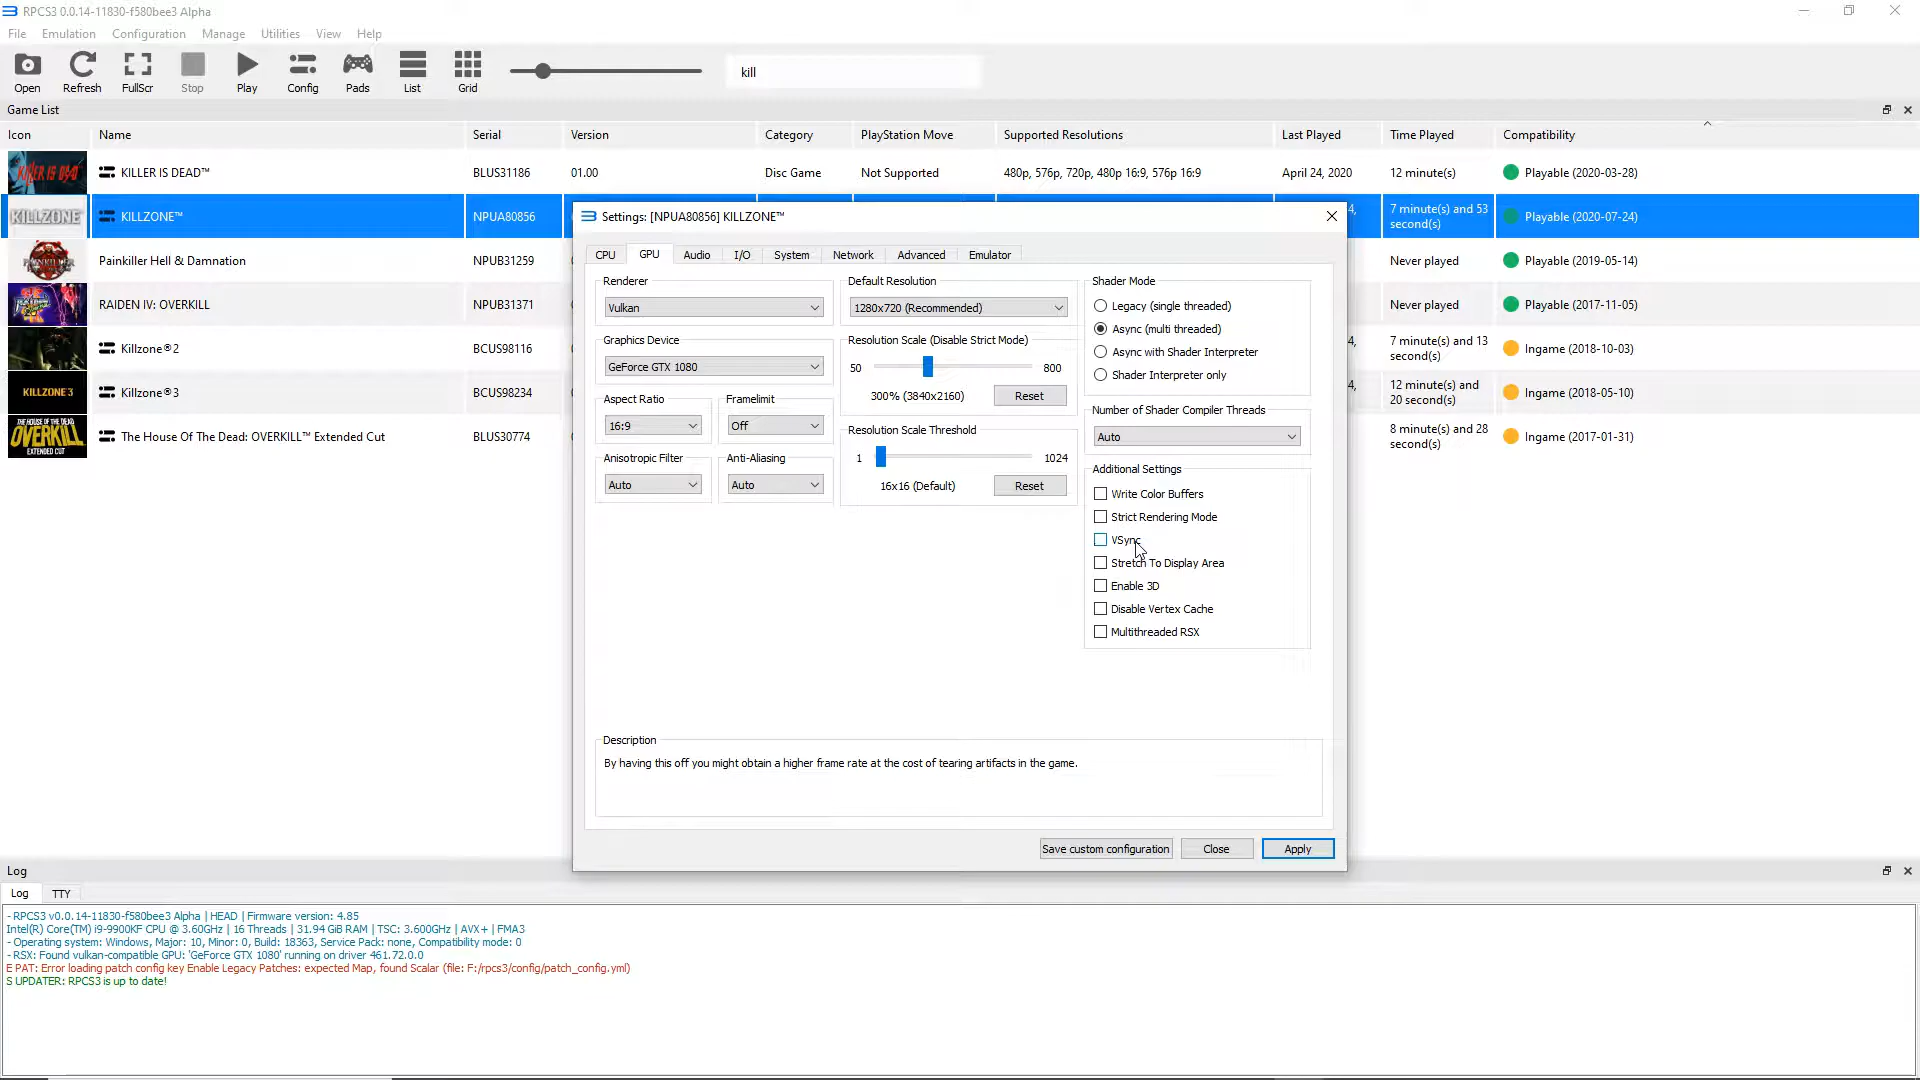 RPCS3 0.0.14-11830-f580bee3 Alpha
File Emulation Configuration Manage Utilities View Help
Open Refresh FullScr Stop Play Config Pads List Grid
kill
Game List
Icon Name Serial Version Category PlayStation Move Supported Resolutions Last Played Time Played Compatibility
KILLER IS DEAD KILLER IS DEAD™ BLUS31186 01.00 Disc Game Not Supported 480p, 576p, 720p, 480p 16:9, 576p 16:9 April 24, 2020 12 minute(s) Playable (2020-03-28)
KILLZONE KILLZONE™ NPUA80856 7 minute(s) and 53 second(s) Playable (2020-07-24)
PAINKILLER Painkiller Hell & Damnation NPUB31259 Never played Playable (2019-05-14)
RAIDEN IV: OVERKILL NPUB31371 Never played Playable (2017-11-05)
Killzone®2 BCUS98116 7 minute(s) and 13 second(s) Ingame (2018-10-03)
KILLZONE 3 Killzone®3 BCUS98234 12 minute(s) and 20 second(s) Ingame (2018-05-10)
THE HOUSE OF THE DEAD OVERKILL EXTENDED CUT The House Of The Dead: OVERKILL™ Extended Cut BLUS30774 8 minute(s) and 28 second(s) Ingame (2017-01-31)
Settings: [NPUA80856] KILLZONE™
CPU GPU Audio I/O System Network Advanced Emulator
Renderer
Vulkan
Graphics Device
GeForce GTX 1080
Aspect Ratio Framelimit
16:9 Off
Anisotropic Filter Anti-Aliasing
Auto Auto
Default Resolution
1280x720 (Recommended)
Resolution Scale (Disable Strict Mode)
50 800
300% (3840x2160) Reset
Resolution Scale Threshold
1 1024
16x16 (Default) Reset
Shader Mode
Legacy (single threaded)
Async (multi threaded)
Async with Shader Interpreter
Shader Interpreter only
Number of Shader Compiler Threads
Auto
Additional Settings
Write Color Buffers
Strict Rendering Mode
VSync
Stretch To Display Area
Enable 3D
Disable Vertex Cache
Multithreaded RSX
Description
By having this off you might obtain a higher frame rate at the cost of tearing artifacts in the game.
Save custom configuration Close Apply
Log
Log TTY
- RPCS3 v0.0.14-11830-f580bee3 Alpha | HEAD | Firmware version: 4.85
Intel(R) Core(TM) i9-9900KF CPU @ 3.60GHz | 16 Threads | 31.94 GiB RAM | TSC: 3.600GHz | AVX+ | FMA3
- Operating system: Windows, Major: 10, Minor: 0, Build: 18363, Service Pack: none, Compatibility mode: 0
- RSX: Found vulkan-compatible GPU: 'GeForce GTX 1080' running on driver 461.72.0.0
E PAT: Error loading patch config key Enable Legacy Patches: expected Map, found Scalar (file: F:/rpcs3/config/patch_config.yml)
S UPDATER: RPCS3 is up to date!